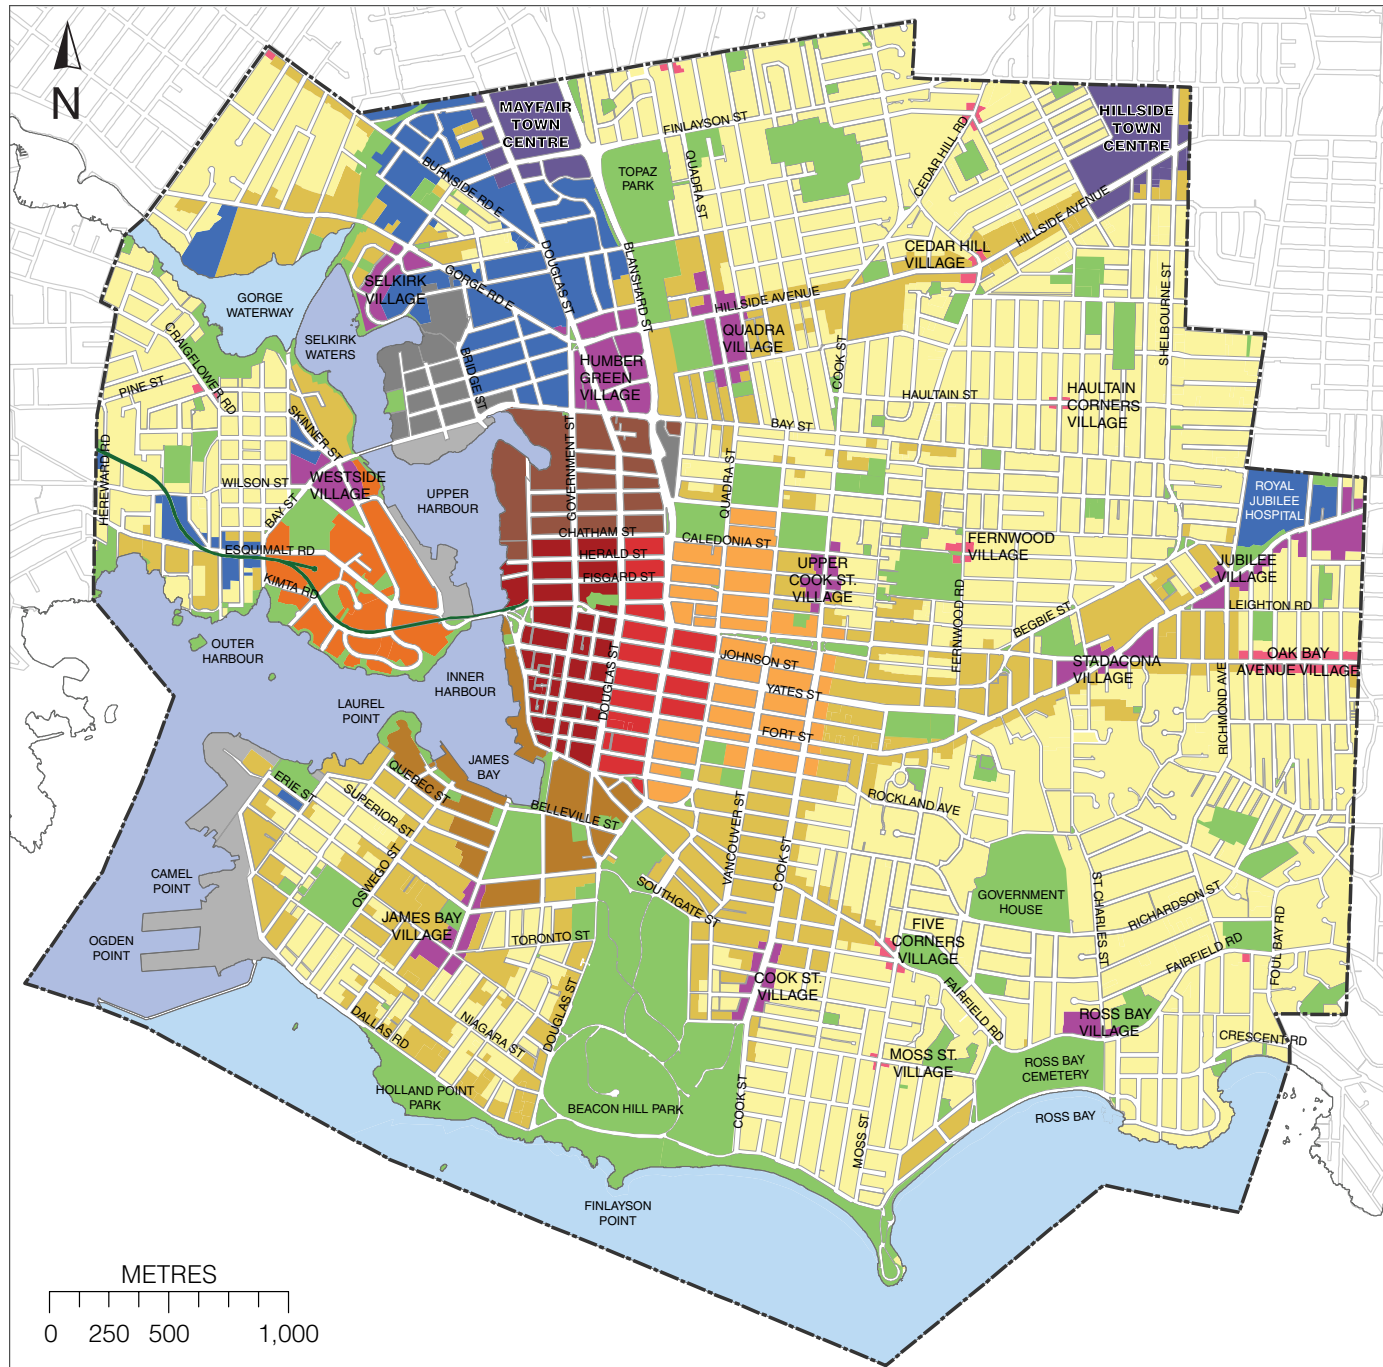 N
MAYFAIR
TOWN
CENTRE
HILLSIDE
TOWN
CENTRE
FINLAYSON ST
CEDAR HILL RD
TOPAZ
PARK
QUADRA ST
BURNSIDE RD E
HILLSIDE AVENUE
CEDAR HILL
VILLAGE
DOUGLAS ST
BLANSHARD ST
SELKIRK
VILLAGE
GORGE RD E
GORGE
WATERWAY
SELKIRK
WATERS
HILLSIDE AVENUE
QUADRA
VILLAGE
SHELBOURNE ST
CRAIGFLOWER RD
PINE ST
BRIDGE ST
HUMBER
GREEN
VILLAGE
COOK ST
HAULTAIN ST
HAULTAIN
CORNERS
VILLAGE
SKINNER ST
GOVERNMENT ST
BAY ST
HEREWARD RD
WILSON ST
WESTSIDE
VILLAGE
BAY ST
UPPER
HARBOUR
QUADRA ST
ROYAL
JUBILEE
HOSPITAL
CHATHAM ST
CALEDONIA ST
HERALD ST
FISGARD ST
ESQUIMALT RD
KIMTA RD
UPPER
COOK ST.
VILLAGE
FERNWOOD
VILLAGE
FERNWOOD RD
JUBILEE
VILLAGE
LEIGHTON RD
BEGBIE ST
OUTER
HARBOUR
INNER
HARBOUR
DOUGLAS ST
JOHNSON ST
YATES ST
FORT ST
STADACONA
VILLAGE
OAK BAY
AVENUE VILLAGE
RICHMOND AVE
LAUREL
POINT
JAMES
BAY
ERIE ST
QUEBEC ST
SUPERIOR ST
BELLEVILLE ST
ROCKLAND AVE
VANCOUVER ST
COOK ST
CAMEL
POINT
OSWEGO ST
SOUTHGATE ST
GOVERNMENT
HOUSE
ST CHARLES ST
RICHARDSON ST
OGDEN
POINT
JAMES BAY
VILLAGE
TORONTO ST
FIVE
CORNERS
VILLAGE
FAIRFIELD RD
FOUL BAY RD
COOK ST.
VILLAGE
FAIRFIELD RD
DALLAS RD
NIAGARA ST
DOUGLAS ST
ROSS BAY
VILLAGE
CRESCENT RD
MOSS ST.
VILLAGE
ROSS BAY
CEMETERY
HOLLAND POINT
PARK
BEACON HILL PARK
COOK ST
MOSS ST
ROSS BAY
FINLAYSON
POINT
METRES
0 250 500 1,000